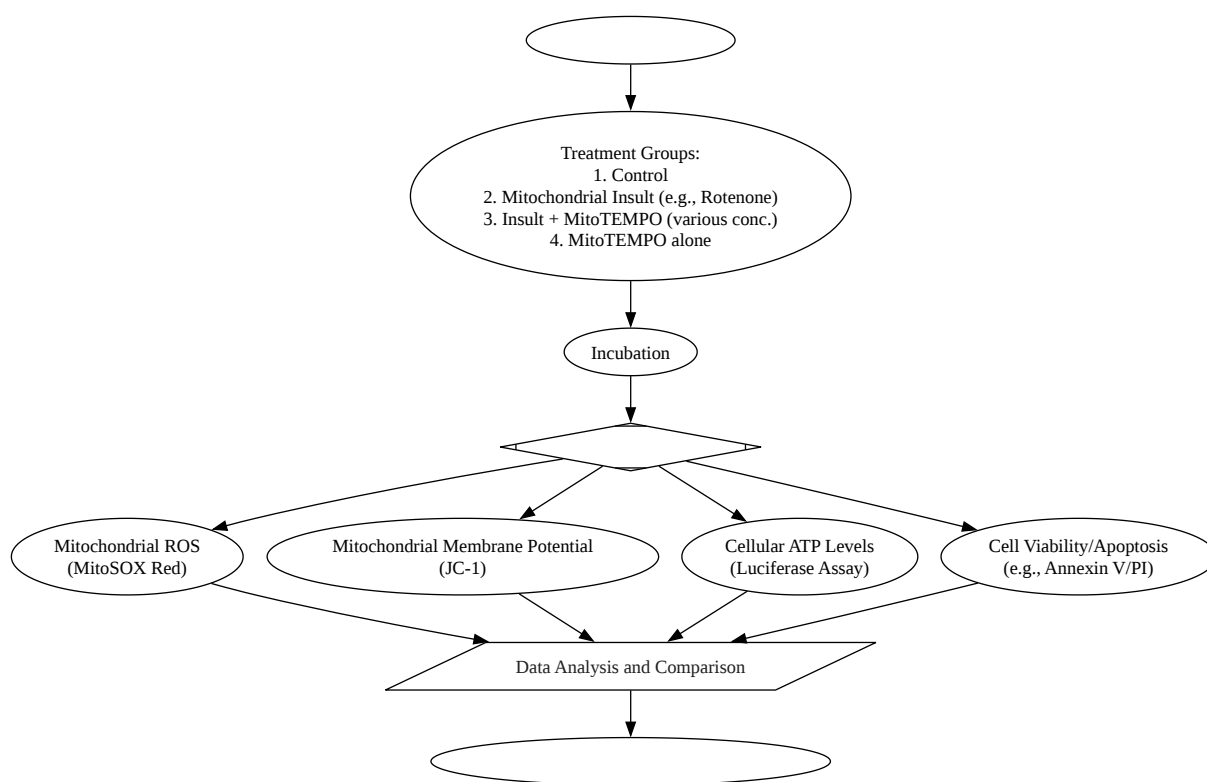 Treatment Groups:
1. Control
2. Mitochondrial Insult (e.g., Rotenone)
3. Insult + MitoTEMPO (various conc.)
4. MitoTEMPO alone
Incubation
Mitochondrial ROS
(MitoSOX Red)
Mitochondrial Membrane Potential
(JC-1)
Cellular ATP Levels
(Luciferase Assay)
Cell Viability/Apoptosis
(e.g., Annexin V/PI)
Data Analysis and Comparison